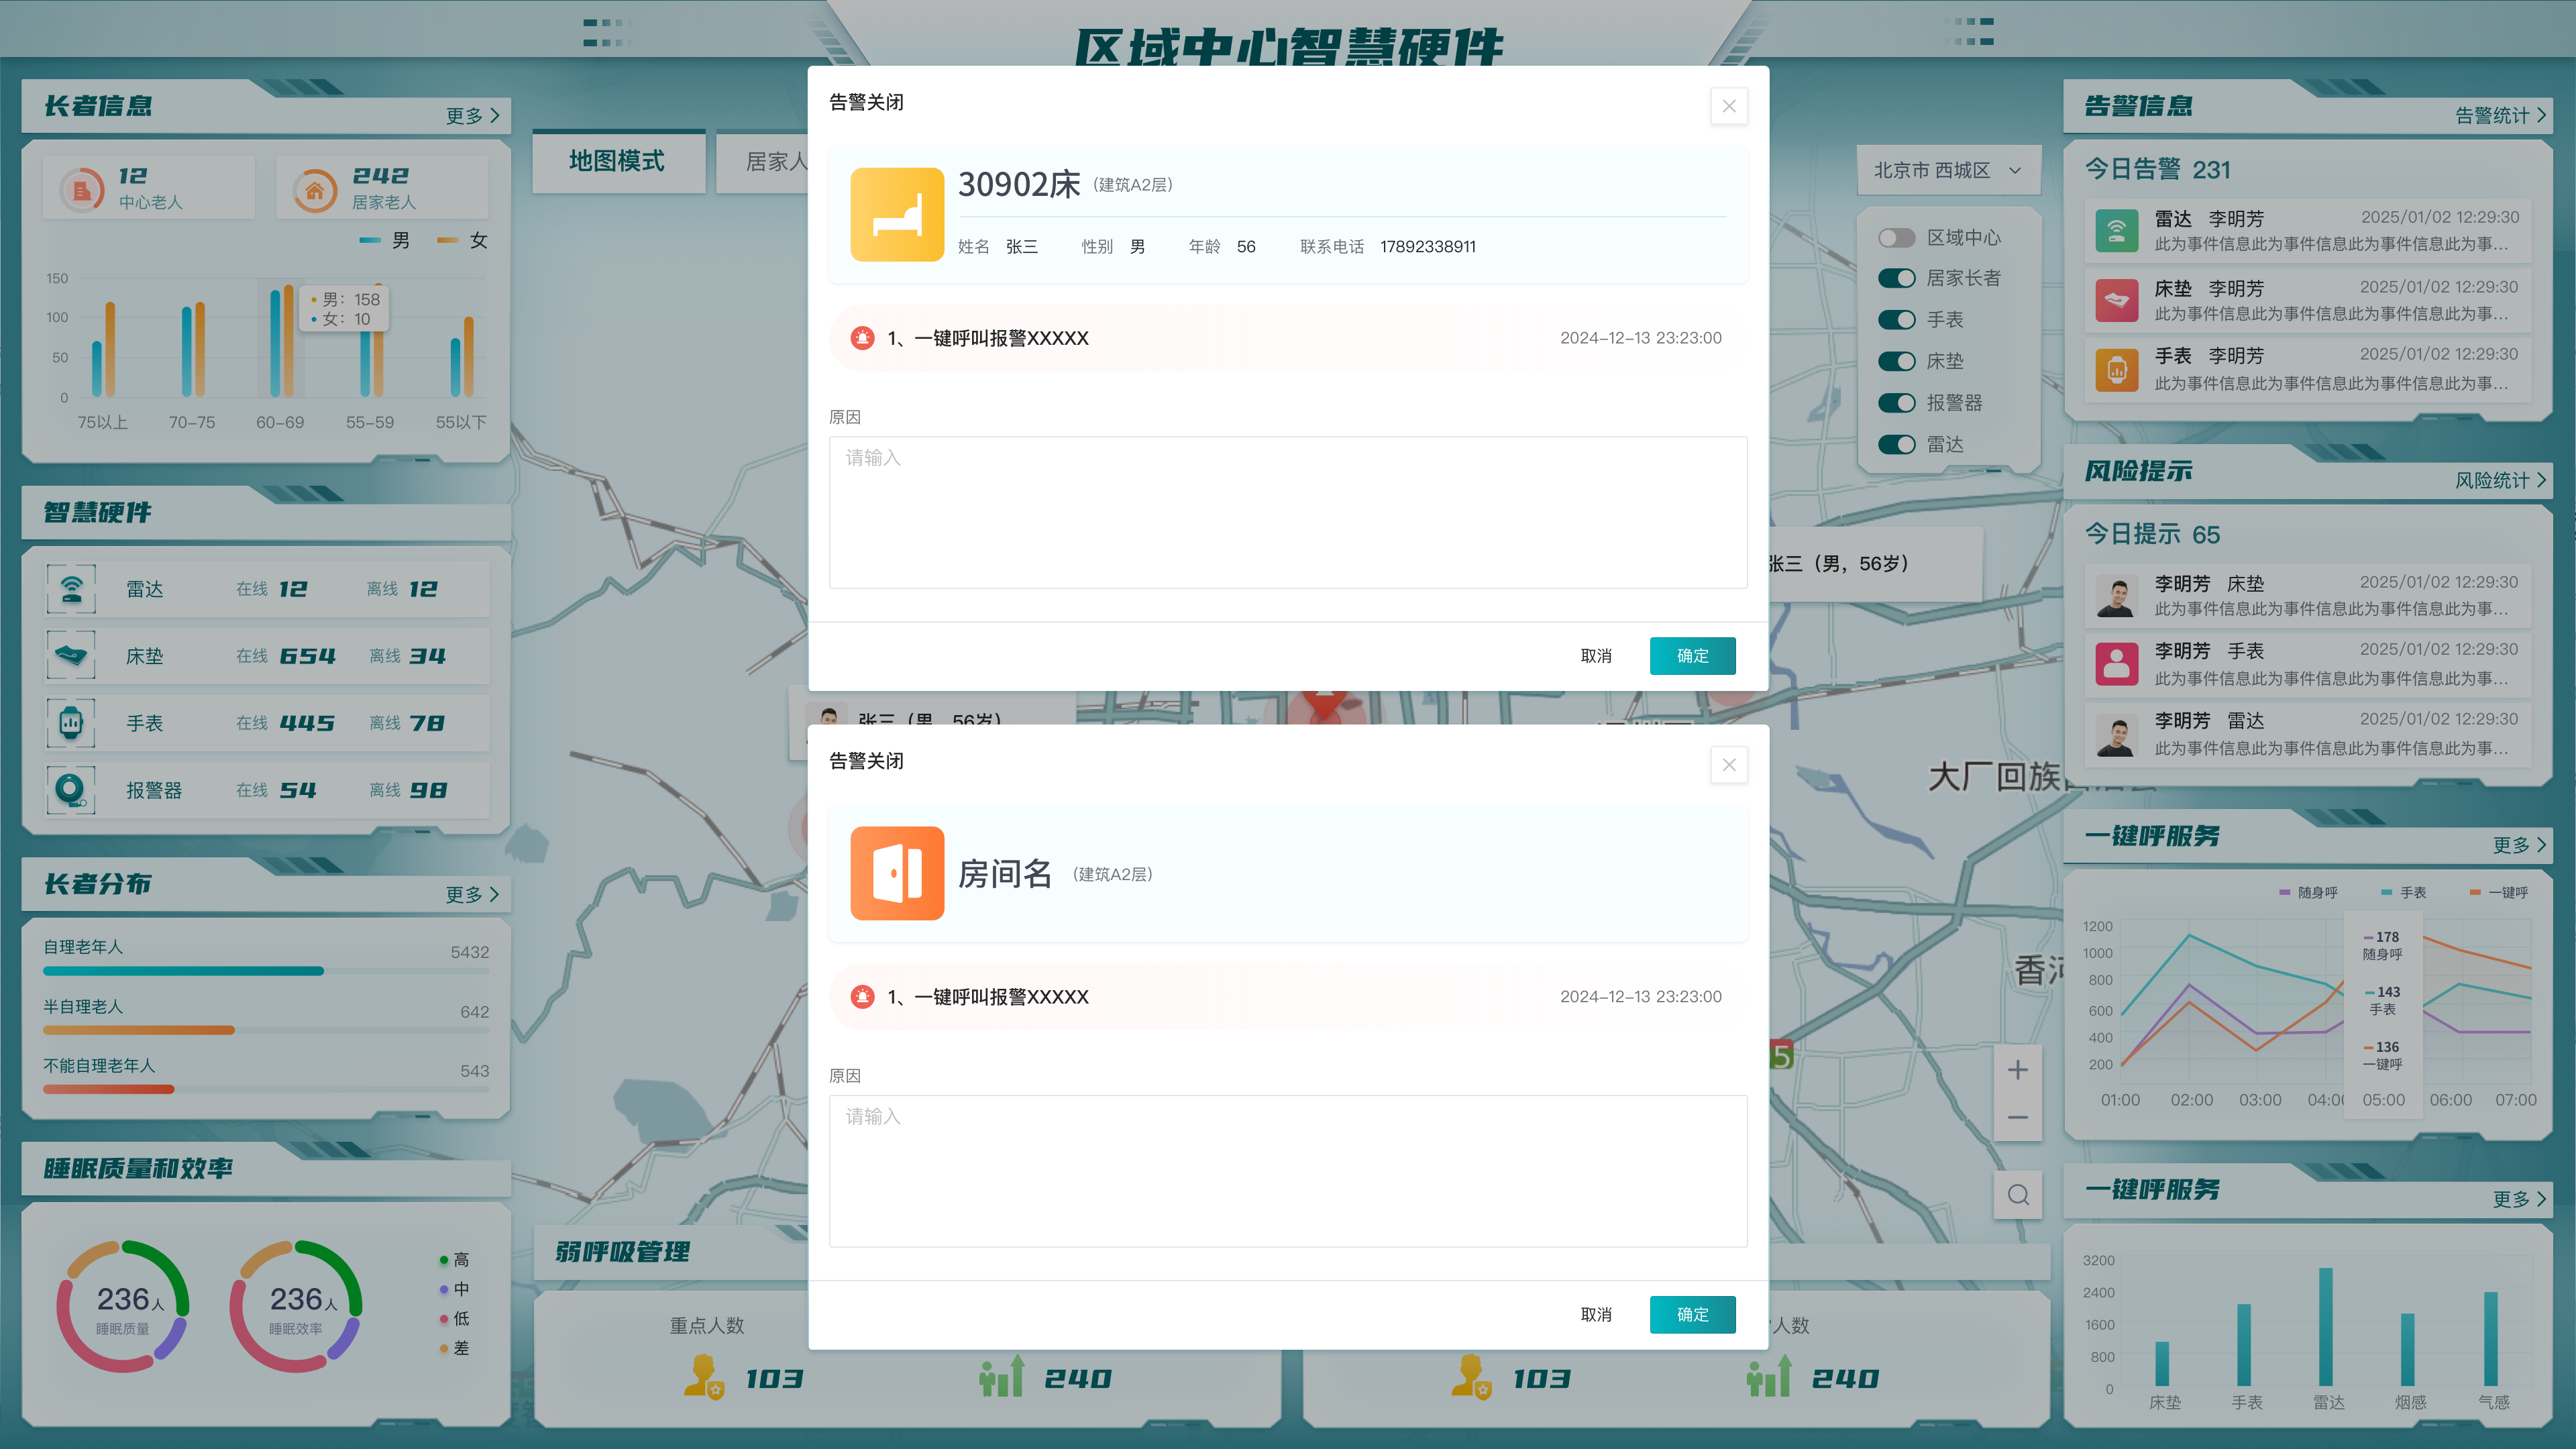 区域中心智慧硬件
长者信息
更多
12
中心老人
242
居家老人
男 女
150
100
50
0
男：158
女：10
75以上 70-75 60-69 55-59 55以下
智慧硬件
雷达 在线 12 离线 12
床垫 在线 654 离线 34
手表 在线 445 离线 78
报警器 在线 54 离线 98
长者分布
更多
自理老年人 5432
半自理老人 642
不能自理老年人 543
睡眠质量和效率
236人
睡眠质量
236人
睡眠效率
高
中
低
差
地图模式
居家人
告警关闭
30902床 (建筑A2层)
姓名 张三 性别 男 年龄 56 联系电话 17892338911
1、一键呼叫报警XXXXX 2024-12-13 23:23:00
原因
请输入
取消 确定
张三（男，56岁）
张三（男，56岁）
告警关闭
房间名 (建筑A2层)
1、一键呼叫报警XXXXX 2024-12-13 23:23:00
原因
请输入
取消 确定
弱呼吸管理
重点人数
103 240
人数
103 240
北京市 西城区
区域中心
居家长者
手表
床垫
报警器
雷达
大厂回族
香河
5
告警信息
告警统计
今日告警 231
雷达 李明芳 2025/01/02 12:29:30
此为事件信息此为事件信息此为事件信息此为事...
床垫 李明芳 2025/01/02 12:29:30
此为事件信息此为事件信息此为事件信息此为事...
手表 李明芳 2025/01/02 12:29:30
此为事件信息此为事件信息此为事件信息此为事...
风险提示
风险统计
今日提示 65
李明芳 床垫 2025/01/02 12:29:30
此为事件信息此为事件信息此为事件信息此为事...
李明芳 手表 2025/01/02 12:29:30
此为事件信息此为事件信息此为事件信息此为事...
李明芳 雷达 2025/01/02 12:29:30
此为事件信息此为事件信息此为事件信息此为事...
一键呼服务
更多
随身呼 手表 一键呼
1200
1000
800
600
400
200
178
随身呼
143
手表
136
一键呼
01:00 02:00 03:00 04:00 05:00 06:00 07:00
一键呼服务
更多
3200
2400
1600
800
0
床垫 手表 雷达 烟感 气感